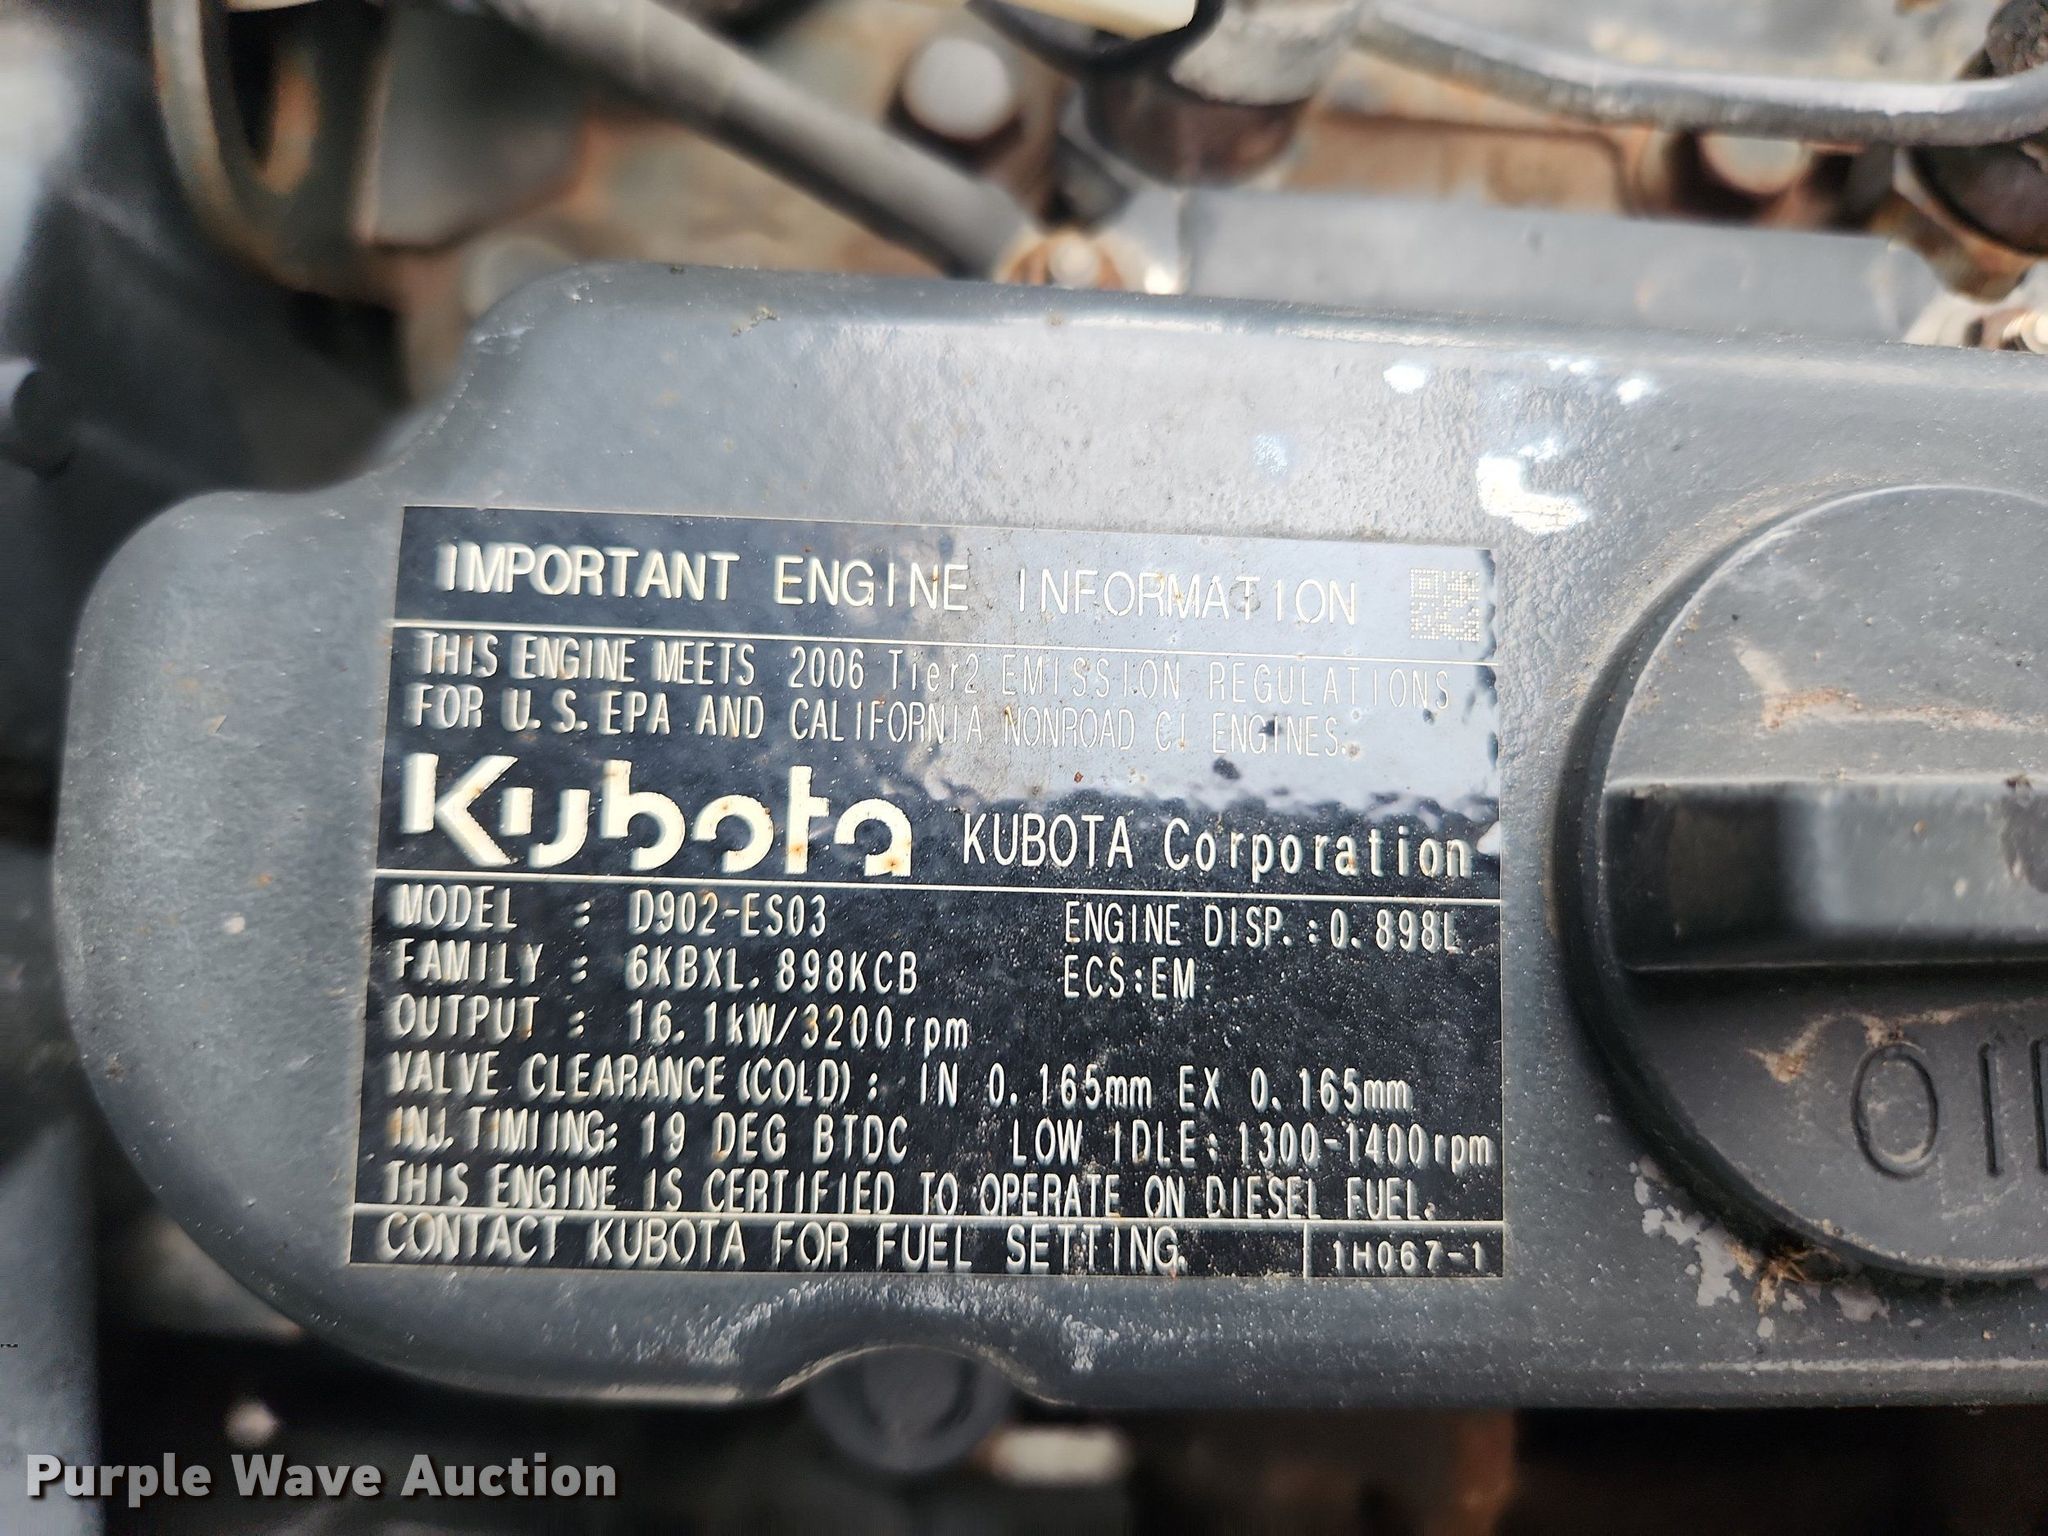 IMPORTANT ENGINE INFORMATION
THIS ENGINE MEETS 2006 Tier2 EMISSION REGULATIONS
FOR U.S.EPA AND CALIFORNIA NONROAD CI ENGINES.
Kubota KUBOTA Corporation
MODEL : D902-ES03 ENGINE DISP.:0.898L
FAMILY : 6KBXL.898KCB ECS:EM
OUTPUT : 16.1kW/3200rpm
VALVE CLEARANCE(COLD): IN 0.165mm EX 0.165mm
INJ.TIMIING: 19 DEG BTDC LOW IDLE: 1300-1400rpm
THIS ENGINE IS CERTIFIED TO OPERATE ON DIESEL FUEL.
CONTACT KUBOTA FOR FUEL SETTING. 1H067-1
OIL
Purple Wave Auction